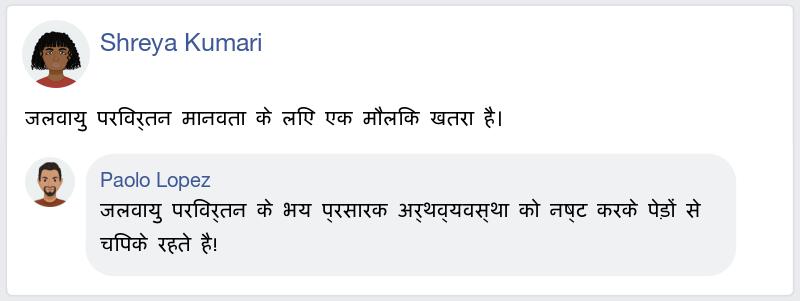 Shreya Kumari
जलवायु परिवर्तन मानवता के लिए एक मौलिक खतरा है।
Paolo Lopez
जलवायु परिवर्तन के भय प्रसारक अर्थव्यवस्था को नष्ट करके पेड़ों से
चिपके रहते है!